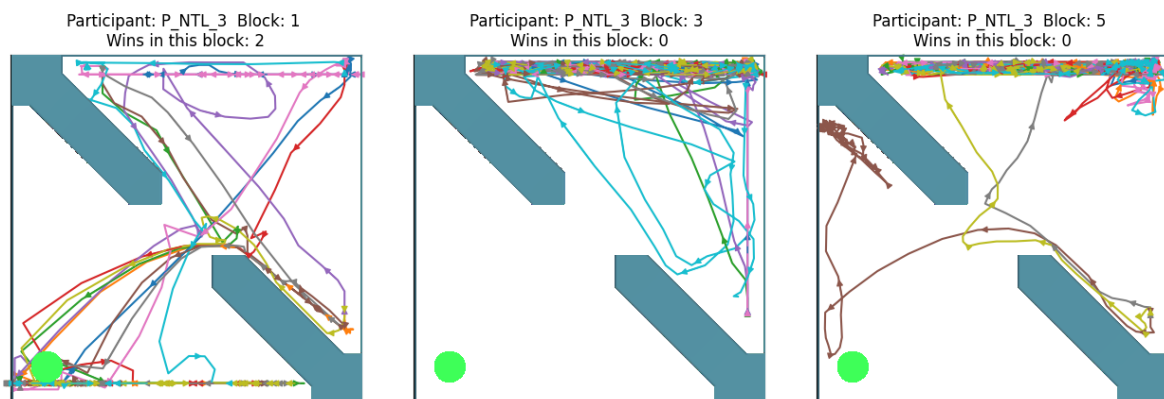 Participant: P_NTL_3  Block: 1
Wins in this block: 2
Participant: P_NTL_3  Block: 3
Wins in this block: 0
Participant: P_NTL_3  Block: 5
Wins in this block: 0